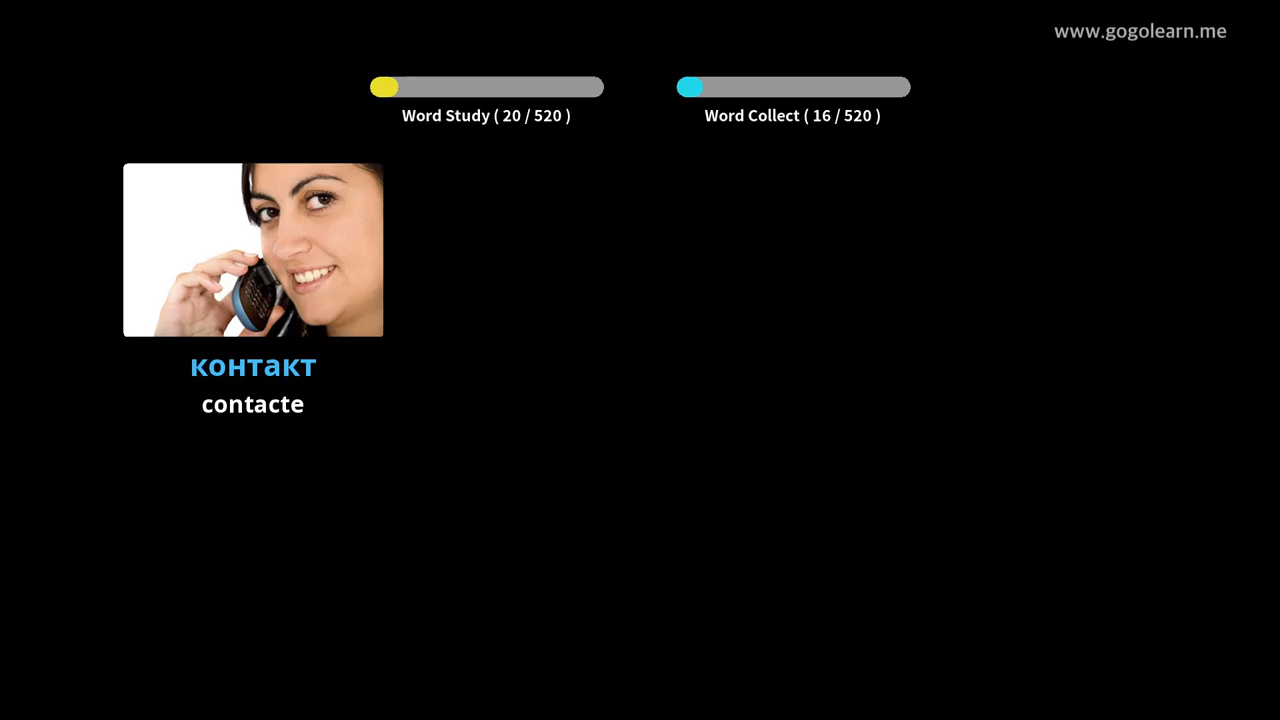 www.gogolearn.me
Word Study ( 20 / 520 )
Word Collect ( 16 / 520 )
контакт
contacte